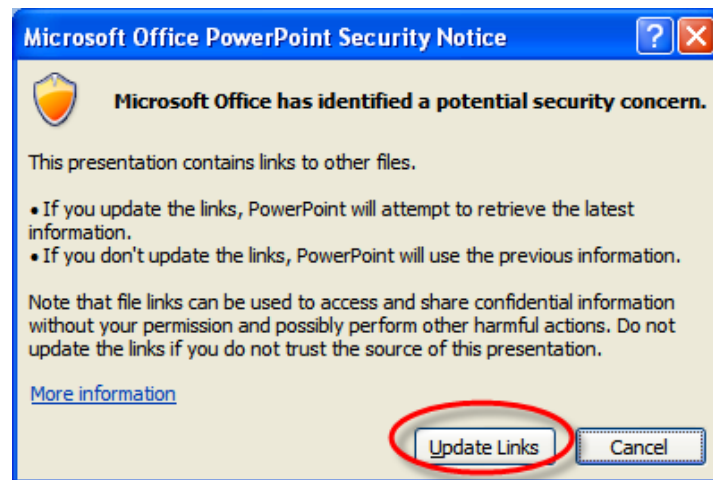 Microsoft Office PowerPoint Security Notice
Microsoft Office has identified a potential security concern.
This presentation contains links to other files.
• If you update the links, PowerPoint will attempt to retrieve the latest
information.
• If you don't update the links, PowerPoint will use the previous information.
Note that file links can be used to access and share confidential information
without your permission and possibly perform other harmful actions. Do not
update the links if you do not trust the source of this presentation.
More information
Update Links Cancel